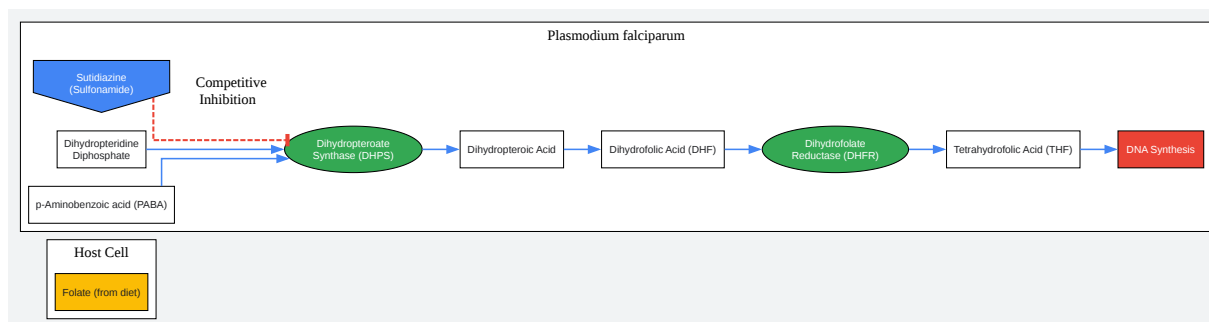 Plasmodium falciparum
Sutidiazine
(Sulfonamide)
Competitive
Inhibition
Dihydropteridine
Diphosphate
Dihydropteroate
Synthase (DHPS)
Dihydropteroic Acid
Dihydrofolic Acid (DHF)
Dihydrofolate
Reductase (DHFR)
Tetrahydrofolic Acid (THF)
DNA Synthesis
p-Aminobenzoic acid (PABA)
Host Cell
Folate (from diet)